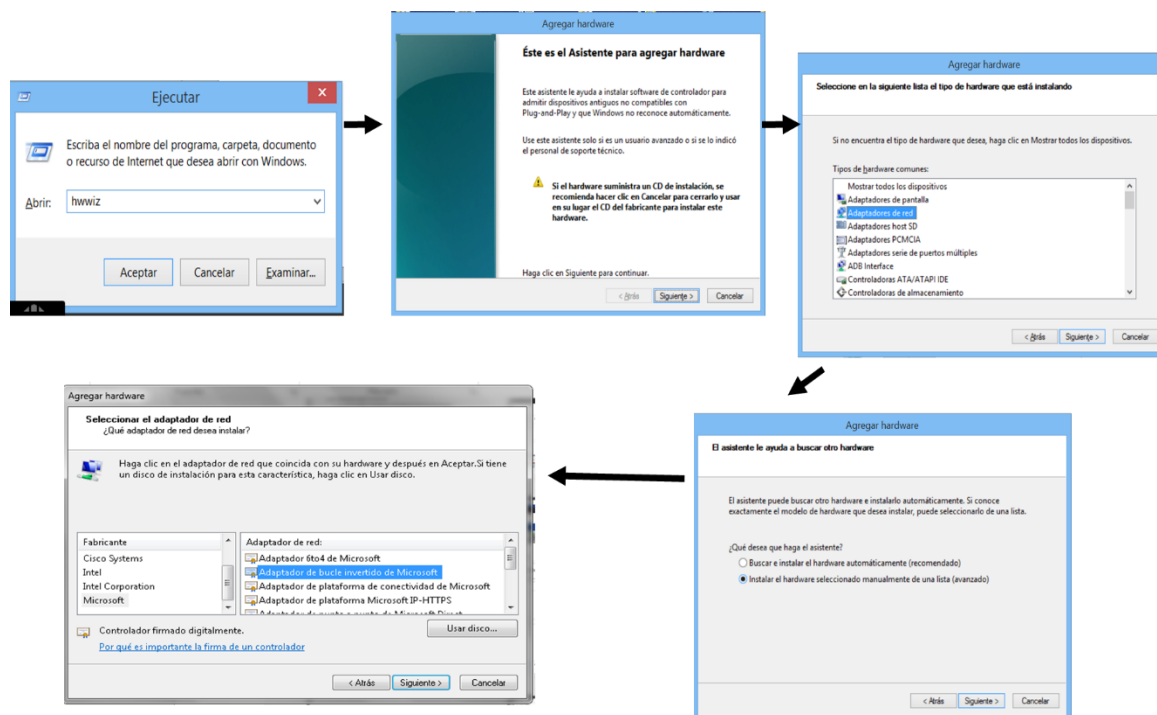 Ejecutar
x
Escriba el nombre del programa, carpeta, documento
o recurso de Internet que desea abrir con Windows.
Abrir:
hwwiz
Aceptar
Cancelar
Examinar...
Agregar hardware
Éste es el Asistente para agregar hardware
Este asistente le ayuda a instalar software de controlador para
admitir dispositivos antiguos no compatibles con
Plug-and-Play y que Windows no reconoce automáticamente.
Use este asistente solo si es un usuario avanzado o si se lo indicó
el personal de soporte técnico.
Si el hardware suministra un CD de instalación, se
recomienda hacer clic en Cancelar para cerrarlo y usar
en su lugar el CD del fabricante para instalar este
hardware.
Haga clic en Siguiente para continuar.
< Atrás
Siguiente >
Cancelar
Agregar hardware
Seleccione en la siguiente lista el tipo de hardware que está instalando
Si no encuentra el tipo de hardware que desea, haga clic en Mostrar todos los dispositivos.
Tipos de hardware comunes:
Mostrar todos los dispositivos
Adaptadores de pantalla
Adaptadores de red
Adaptadores host SD
Adaptadores PCMCIA
Adaptadores serie de puertos múltiples
ADB Interface
Controladoras ATA/ATAPI IDE
Controladoras de almacenamiento
< Atrás
Siguiente >
Cancelar
Agregar hardware
El asistente le ayuda a buscar otro hardware
El asistente puede buscar otro hardware e instalarlo automáticamente. Si conoce
exactamente el modelo de hardware que desea instalar, puede seleccionarlo de una lista.
¿Qué desea que haga el asistente?
Buscar e instalar el hardware automáticamente (recomendado)
Instalar el hardware seleccionado manualmente de una lista (avanzado)
< Atrás
Siguiente >
Cancelar
Agregar hardware
Seleccionar el adaptador de red
¿Qué adaptador de red desea instalar?
Haga clic en el adaptador de red que coincida con su hardware y después en Aceptar.Si tiene
un disco de instalación para esta característica, haga clic en Usar disco.
Fabricante
Cisco Systems
Intel
Intel Corporation
Microsoft
Adaptador de red:
Adaptador 6to4 de Microsoft
Adaptador de bucle invertido de Microsoft
Adaptador de plataforma de conectividad de Microsoft
Adaptador de plataforma Microsoft IP-HTTPS
Controlador firmado digitalmente.
Usar disco...
Por qué es importante la firma de un controlador
< Atrás
Siguiente >
Cancelar